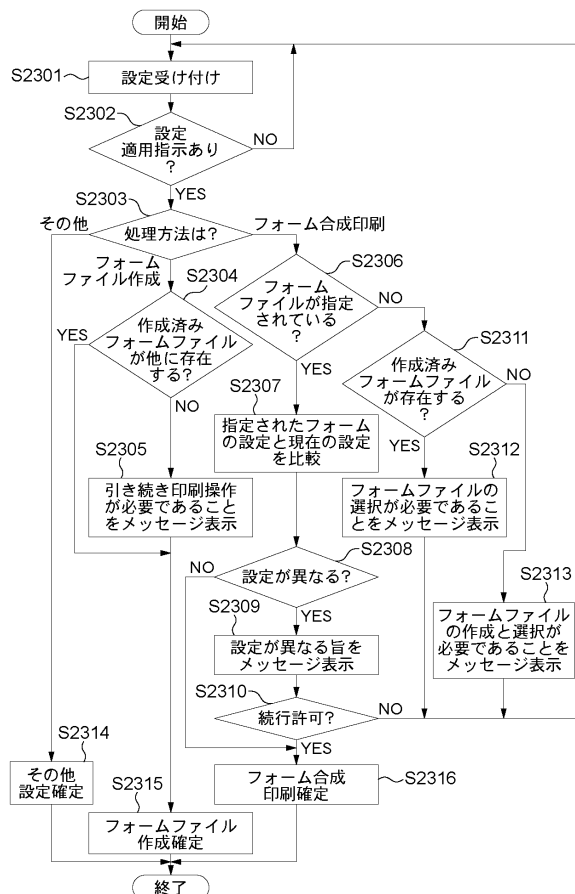 開始
S2301
設定受け付け
S2302
設定
適用指示あり
?
NO
YES
S2303
その他
処理方法は?
フォーム合成印刷
フォーム
ファイル作成
S2304
作成済み
フォームファイル
が他に存在
する?
YES
NO
S2306
フォーム
ファイルが指定
されている
?
NO
YES
S2311
作成済み
フォームファイル
が存在する
?
NO
YES
S2307
指定されたフォーム
の設定と現在の設定
を比較
S2305
引き続き印刷操作
が必要であること
をメッセージ表示
S2312
フォームファイルの
選択が必要であるこ
とをメッセージ表示
S2308
NO
設定が異なる?
YES
S2313
フォームファイル
の作成と選択が
必要であることを
メッセージ表示
S2309
設定が異なる旨を
メッセージ表示
S2310
続行許可?
NO
YES
S2314
その他
設定確定
S2315
フォームファイル
作成確定
フォーム合成
印刷確定
S2316
終了